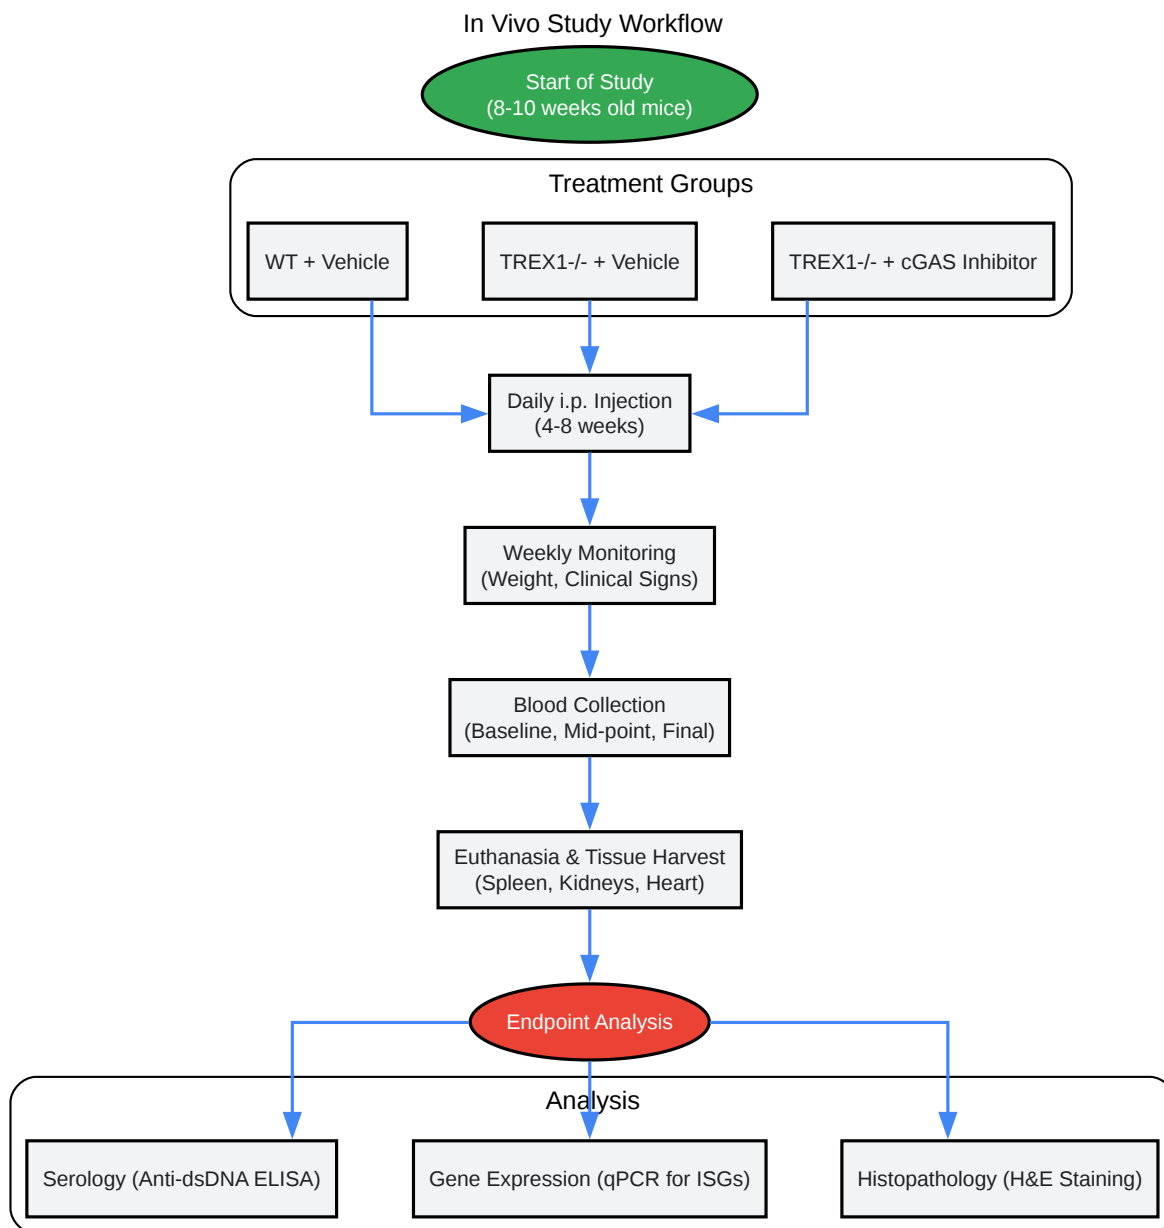 In Vivo Study Workflow
Start of Study
(8-10 weeks old mice)
Treatment Groups
WT + Vehicle
TREX1-/- + Vehicle
TREX1-/- + cGAS Inhibitor
Daily i.p. Injection
(4-8 weeks)
Weekly Monitoring
(Weight, Clinical Signs)
Blood Collection
(Baseline, Mid-point, Final)
Euthanasia & Tissue Harvest
(Spleen, Kidneys, Heart)
Endpoint Analysis
Analysis
Serology (Anti-dsDNA ELISA)
Gene Expression (qPCR for ISGs)
Histopathology (H&E Staining)